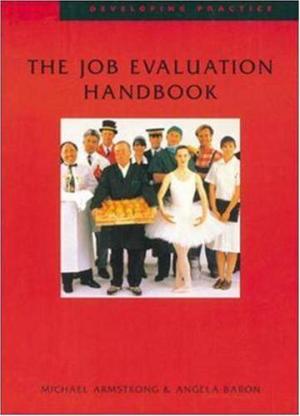 DEVELOPING PRACTICE
THE JOB EVALUATION
HANDBOOK
MICHAEL ARMSTRONG & ANGELA BARON